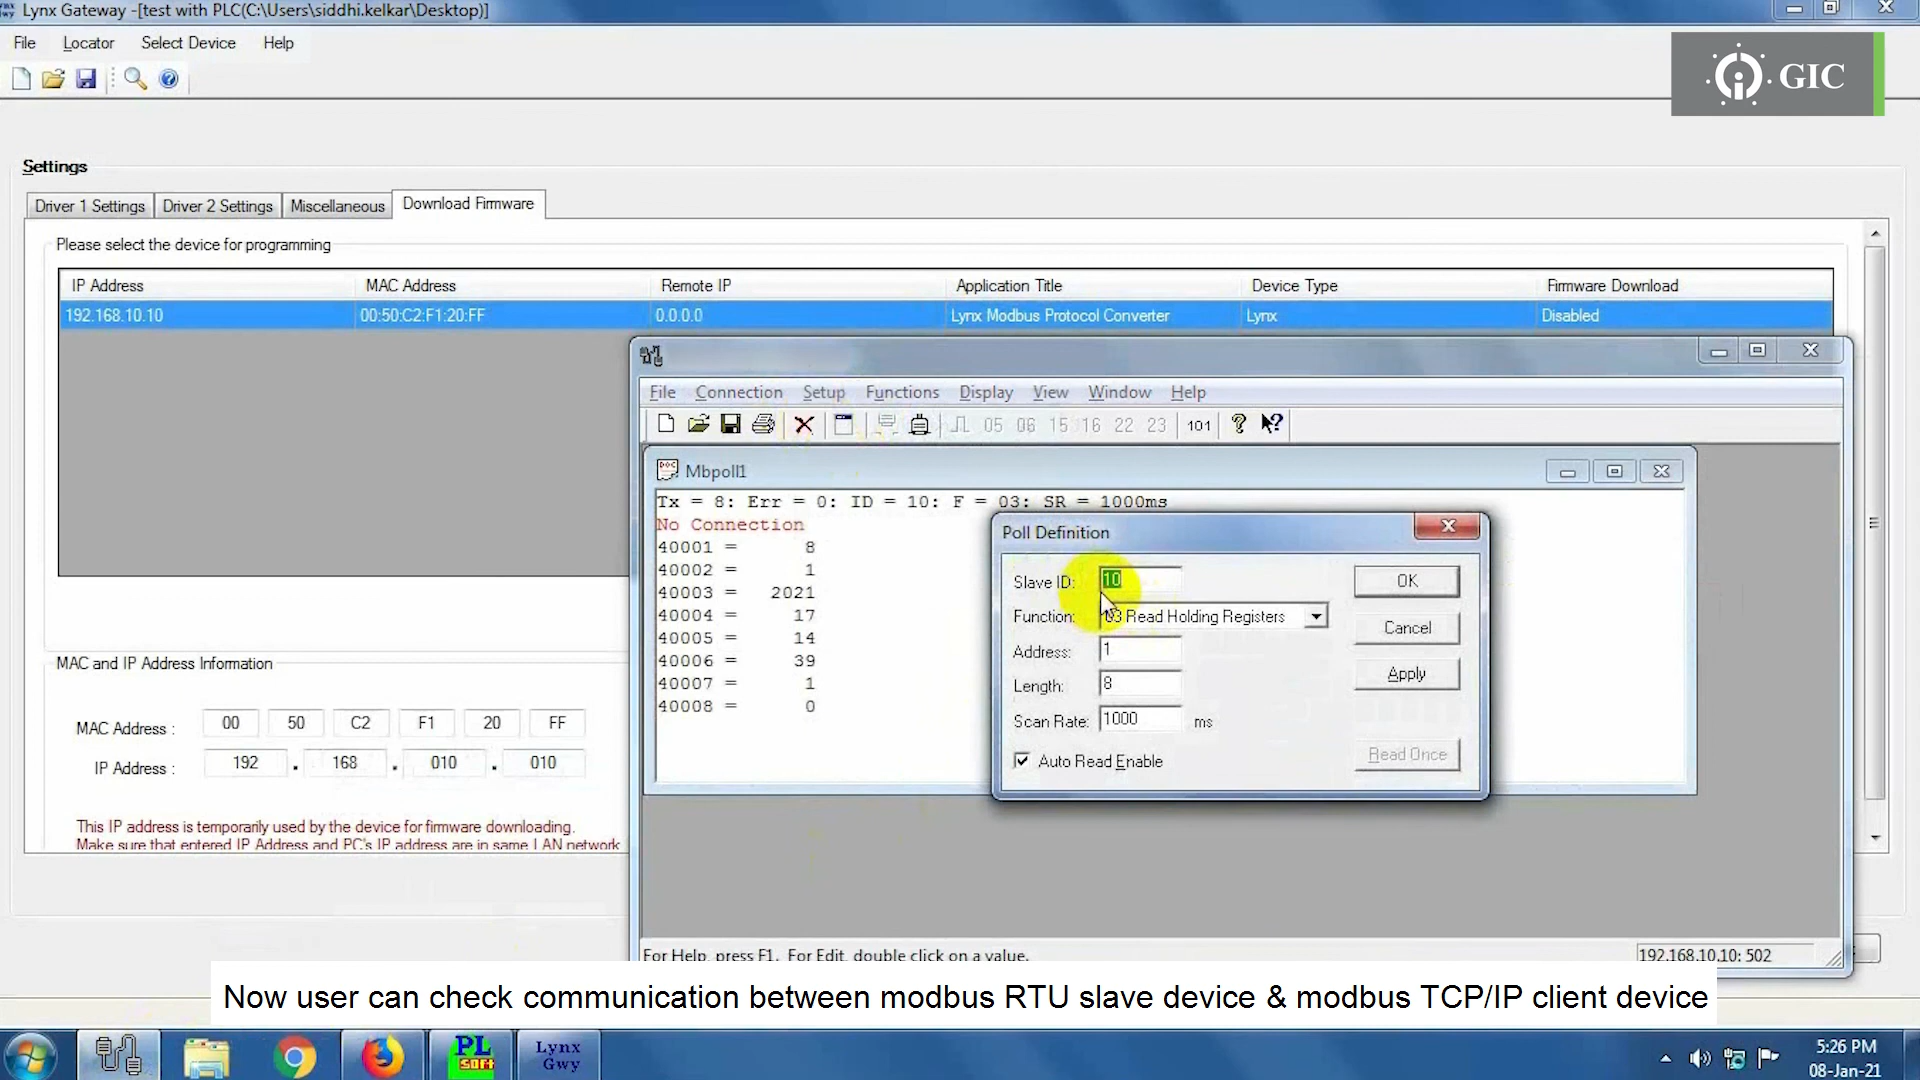 Lynx Gateway -[test with PLC(C:\Users\siddhi.kelkar\Desktop)]
File Locator Select Device Help
GIC
Settings
Driver 1 Settings Driver 2 Settings Miscellaneous Download Firmware
Please select the device for programming
IP Address MAC Address Remote IP Application Title Device Type Firmware Download
192.168.10.10 00:50:C2:F1:20:FF 0.0.0.0 Lynx Modbus Protocol Converter Lynx Disabled
File Connection Setup Functions Display View Window Help
05 06 15 16 22 23 101
Mbpoll1
Tx = 8: Err = 0: ID = 10: F = 03: SR = 1000ms
No Connection
40001 = 8
40002 = 1
40003 = 2021
40004 = 17
40005 = 14
40006 = 39
40007 = 1
40008 = 0
Poll Definition
Slave ID: 10 OK
Function: 03 Read Holding Registers Cancel
Address: 1
Length: 8 Apply
Scan Rate: 1000 ms
Auto Read Enable Read Once
MAC and IP Address Information
MAC Address : 00 50 C2 F1 20 FF
IP Address : 192 . 168 . 010 . 010
This IP address is temporarily used by the device for firmware downloading.
Make sure that entered IP Address and PC's IP address are in same LAN network
For Help, press F1. For Edit, double click on a value. 192.168.10.10: 502
Now user can check communication between modbus RTU slave device & modbus TCP/IP client device
PL soft
Lynx Gwy
5:26 PM
08-Jan-21